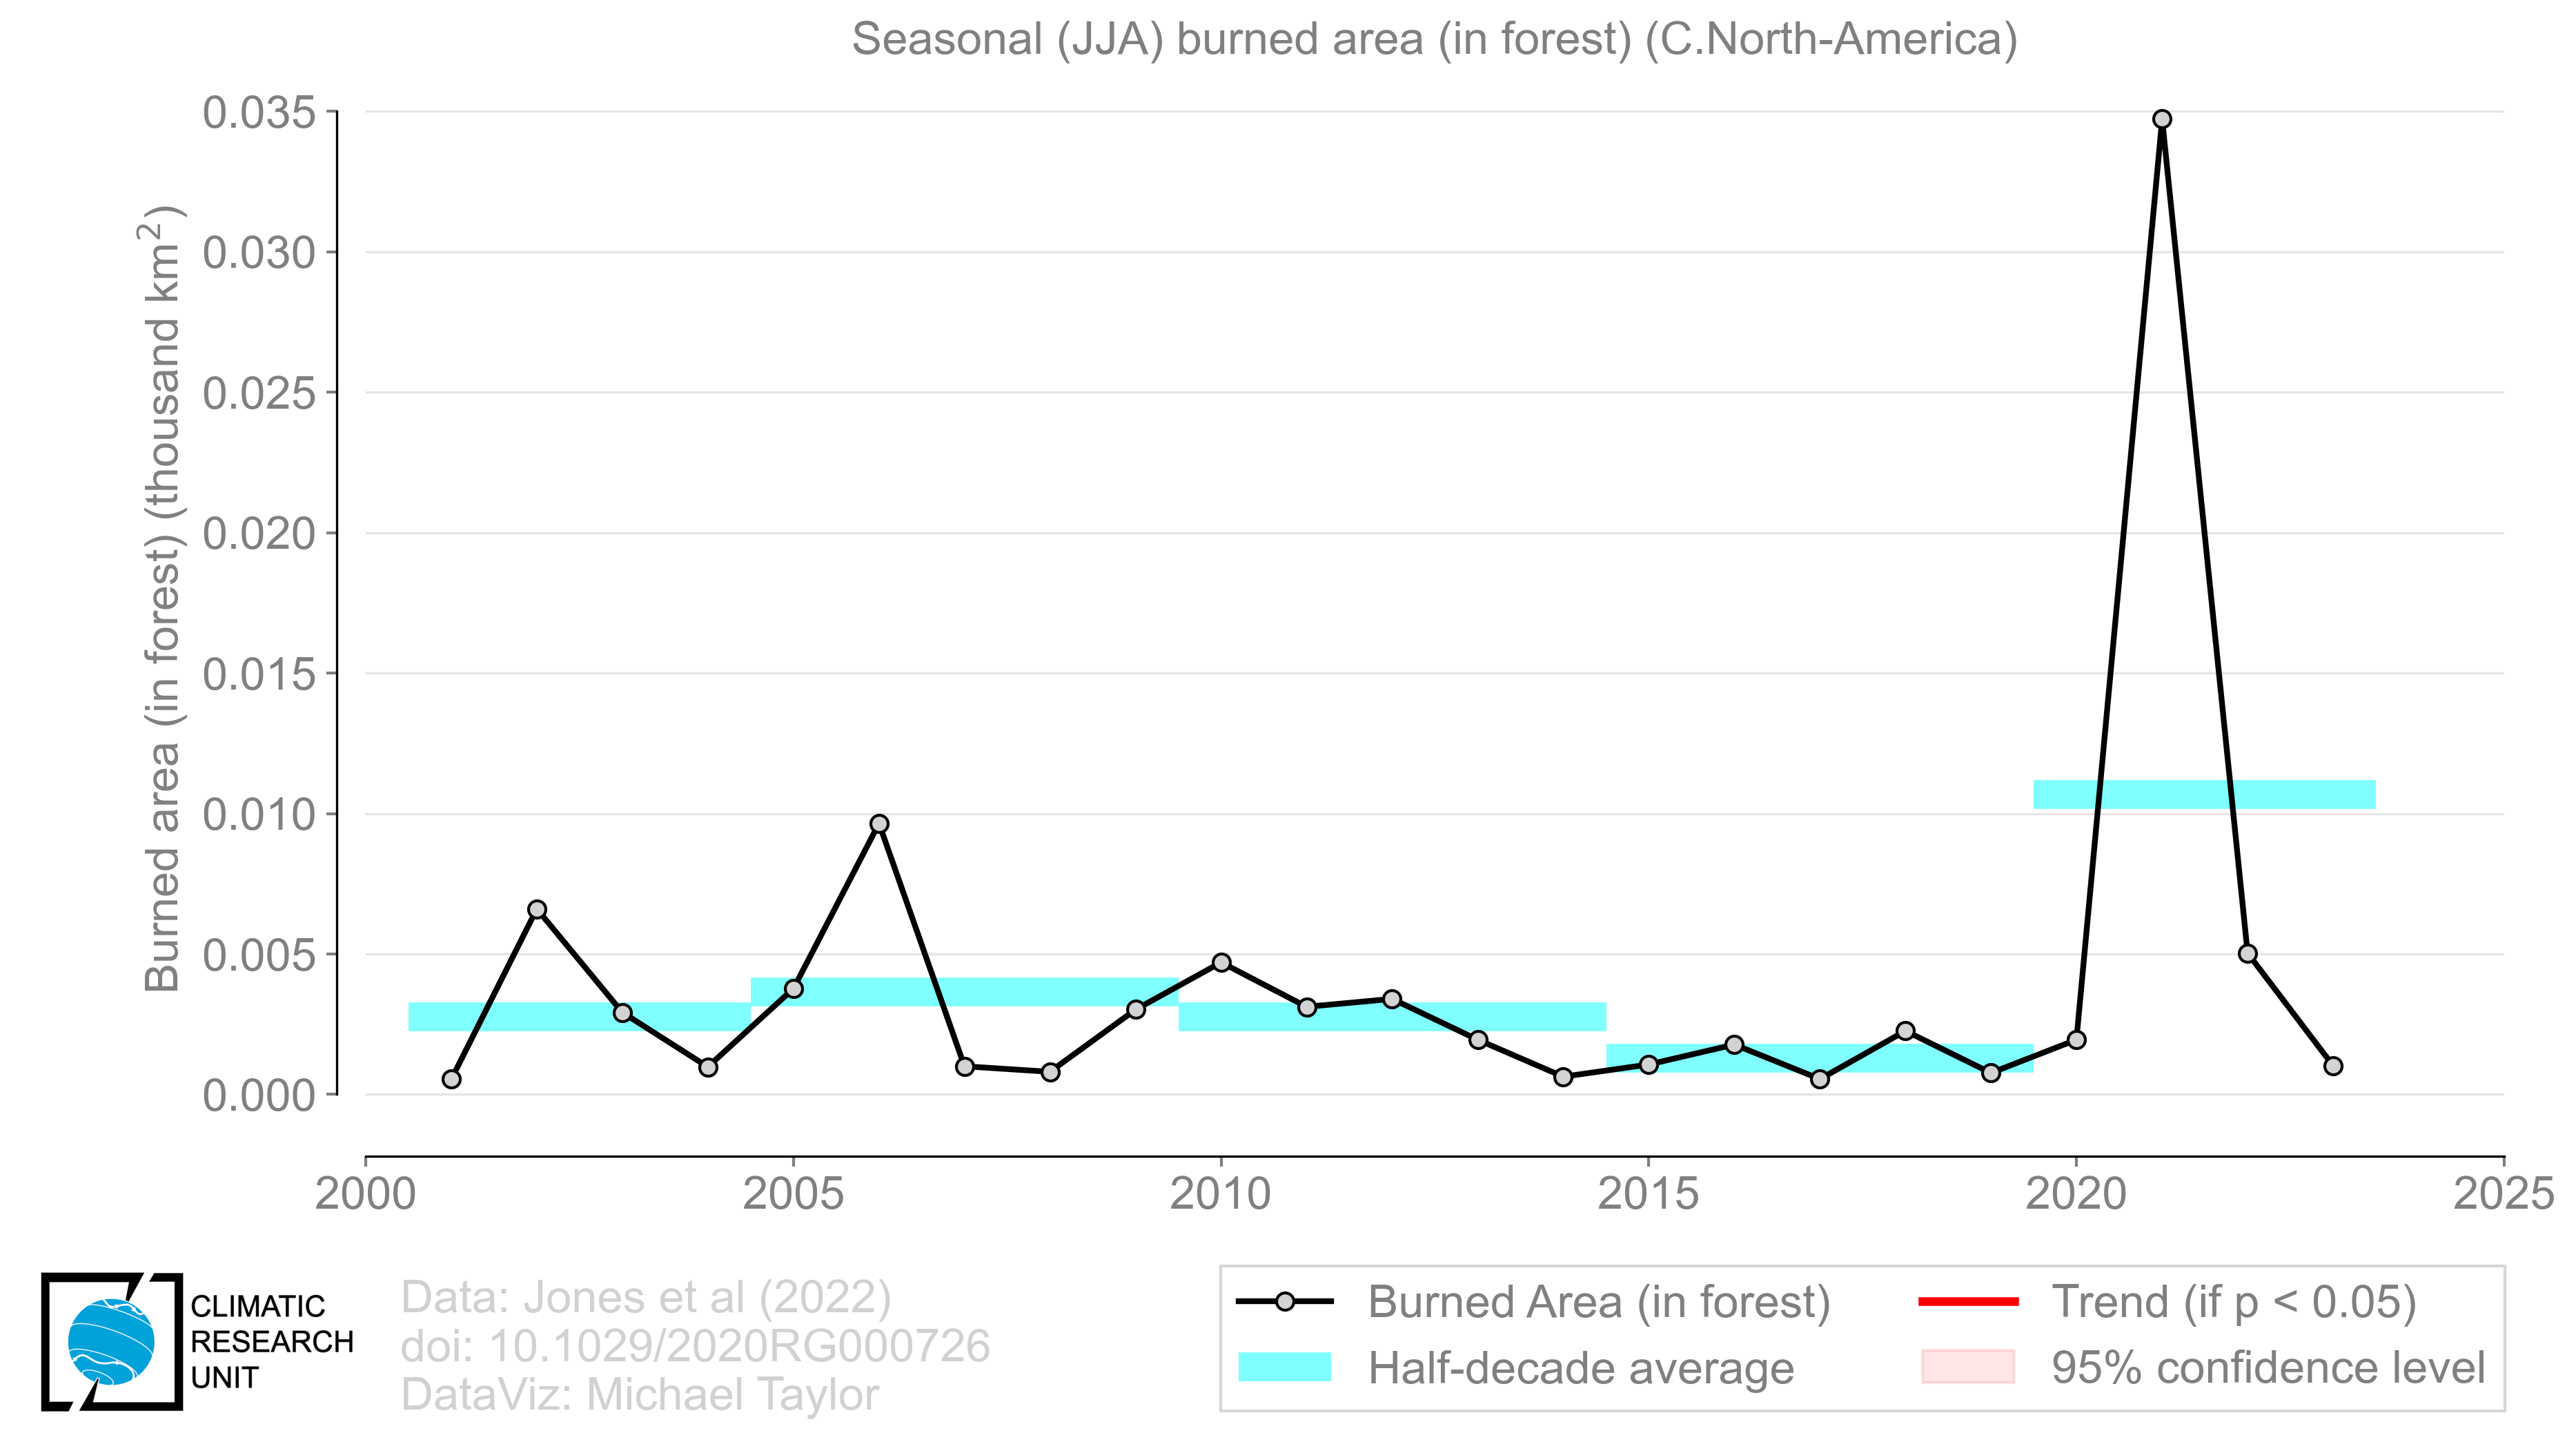 Seasonal (JJA) burned area (in forest) (C.North-America)
Burned area (in forest) (thousand km²)
0.035
0.030
0.025
0.020
0.015
0.010
0.005
0.000
2000 2005 2010 2015 2020 2025
CLIMATIC
RESEARCH
UNIT
Data: Jones et al (2022)
doi: 10.1029/2020RG000726
DataViz: Michael Taylor
Burned Area (in forest)
Half-decade average
Trend (if p < 0.05)
95% confidence level